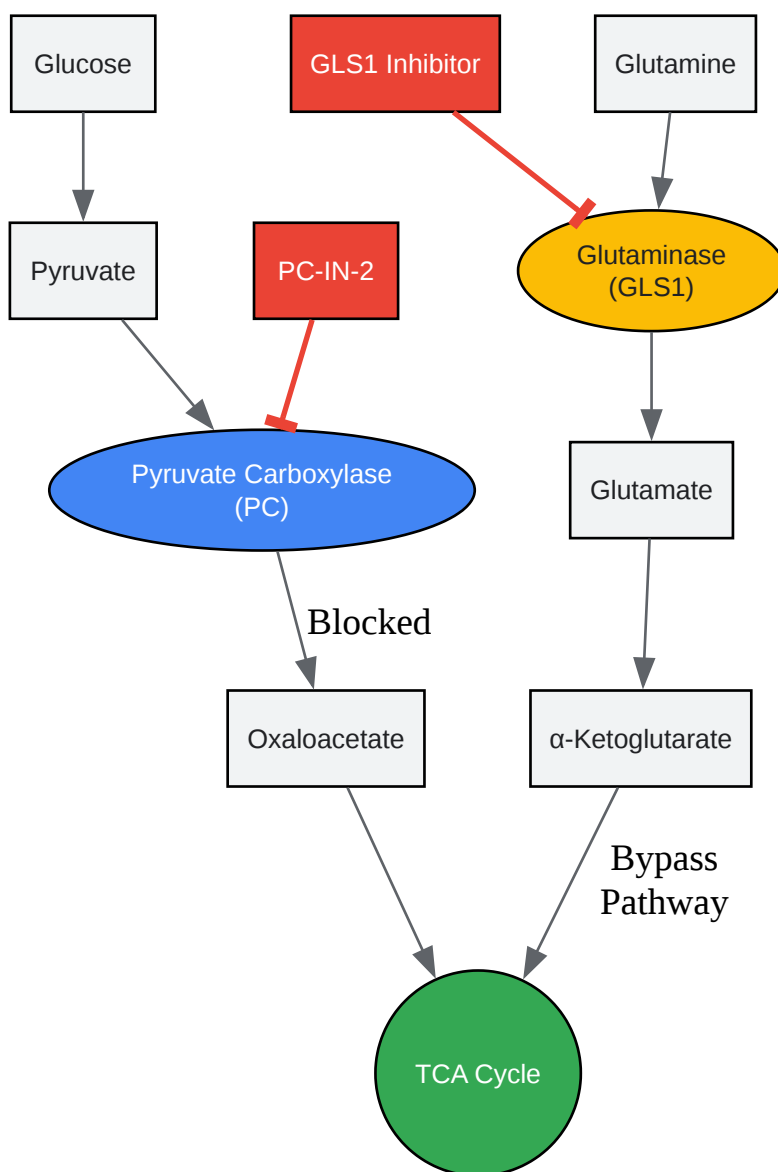 Glucose
GLS1 Inhibitor
Glutamine
Pyruvate
PC-IN-2
Glutaminase
(GLS1)
Pyruvate Carboxylase
(PC)
Glutamate
Blocked
Oxaloacetate
α-Ketoglutarate
Bypass
Pathway
TCA Cycle